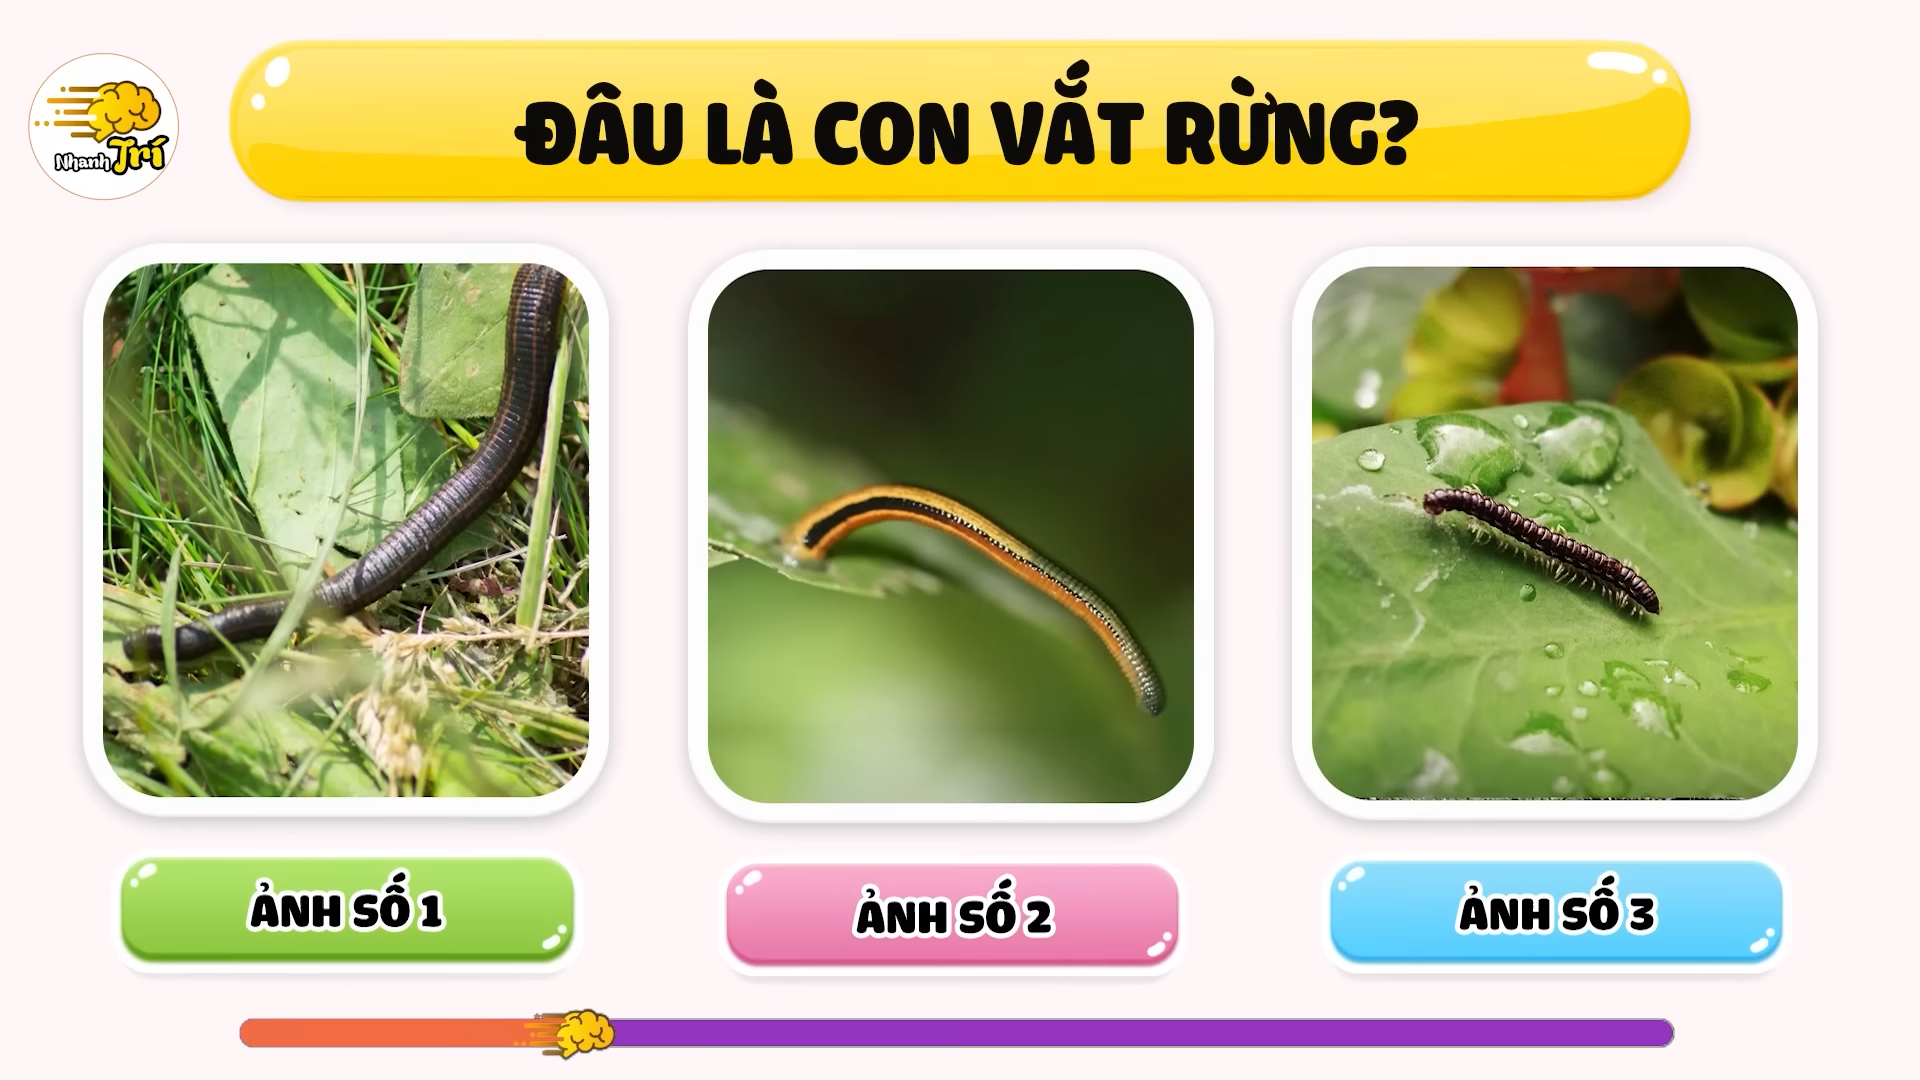 Nhanh Trí
ĐÂU LÀ CON VẮT RỪNG?
ẢNH SỐ 1
ẢNH SỐ 2
ẢNH SỐ 3